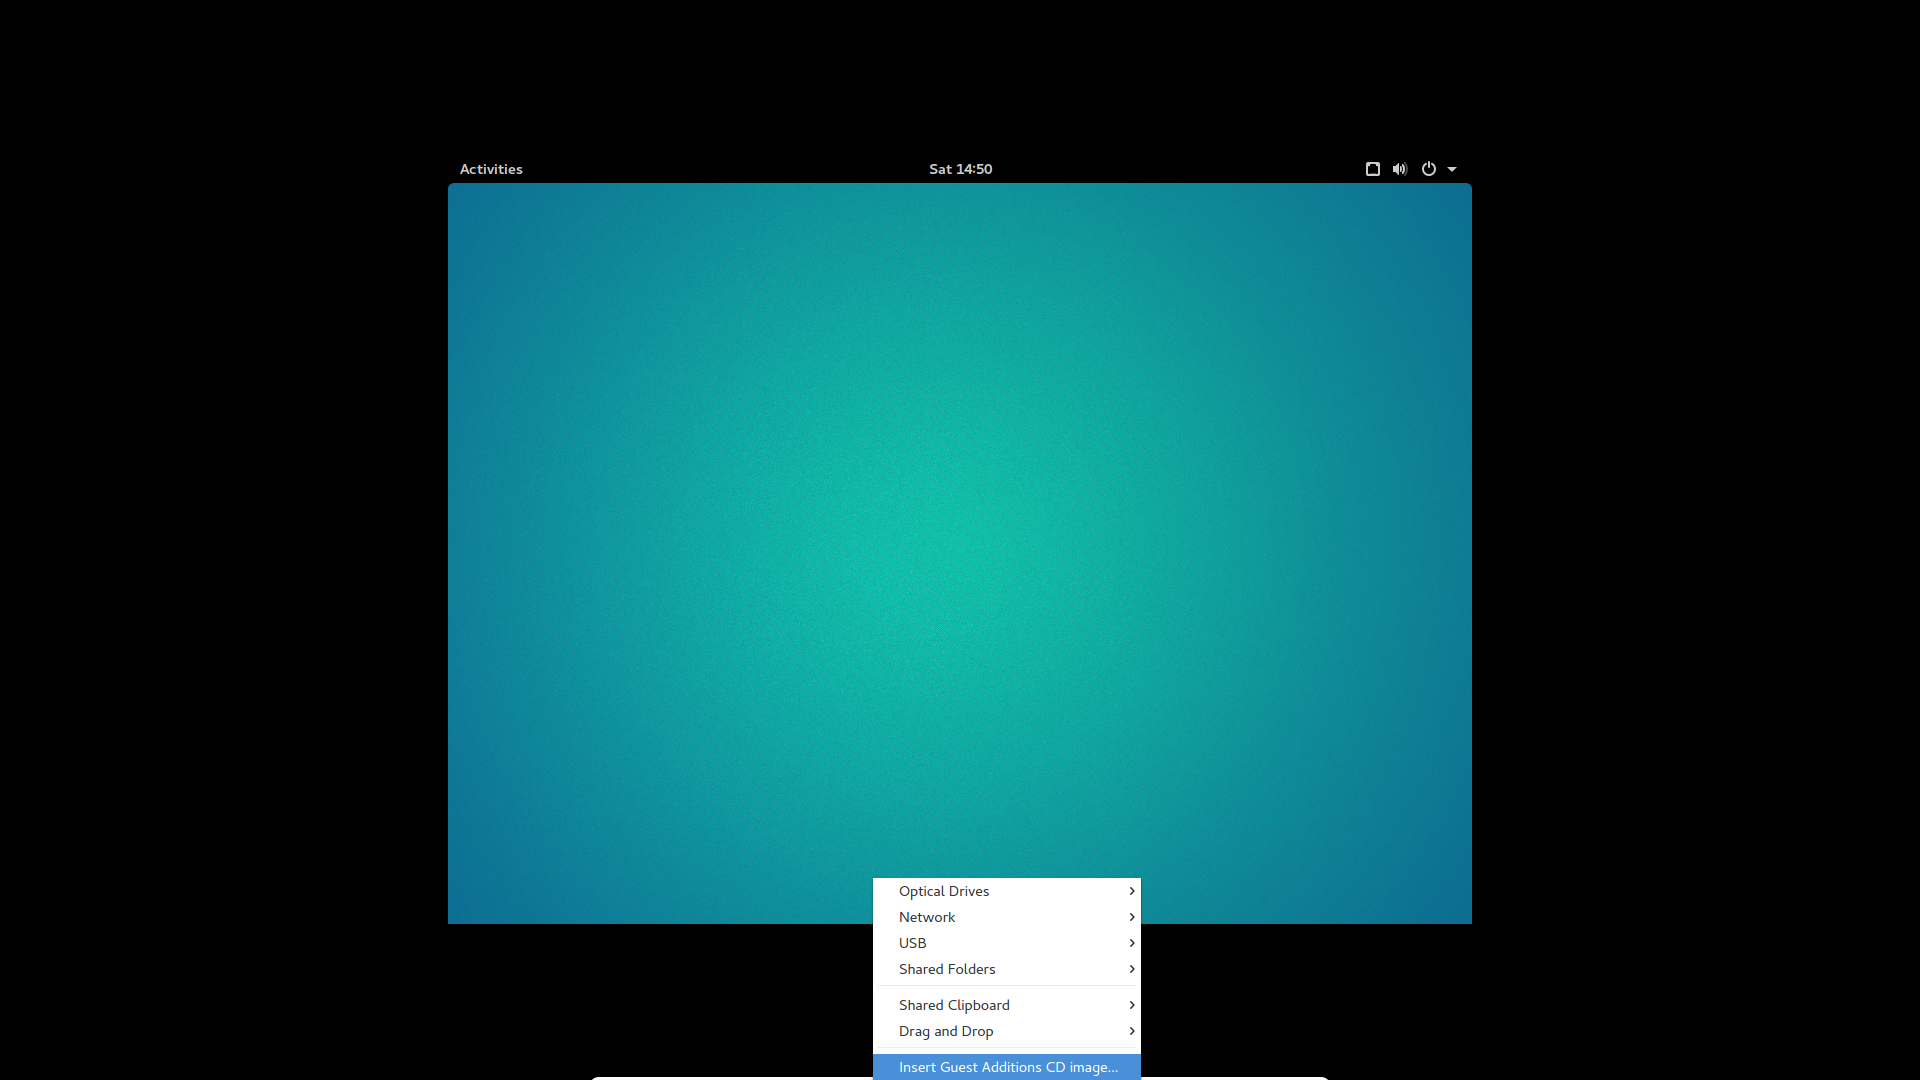 Activities
Sat 14:50
Optical Drives
Network
USB
Shared Folders
Shared Clipboard
Drag and Drop
Insert Guest Additions CD image...